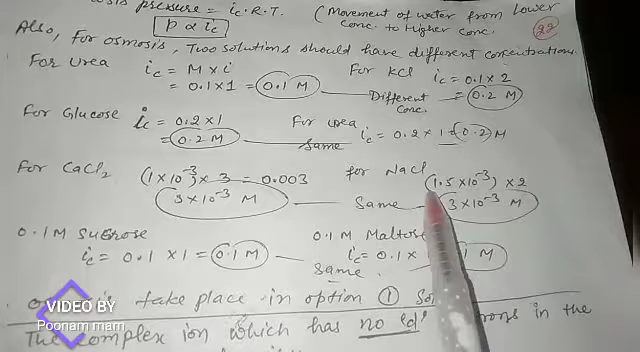 pressure = ic.R.T. (Movement of water from Lower
P α ic Conc. to Higher conc. 22
Also, For osmosis, Two solutions should have different concentrations.
For Urea ic = M × i For KCl ic = 0.1 × 2
= 0.1 × 1 = 0.1 M Different Conc. = 0.2 M
For Glucose ic = 0.2 × 1 For urea
= 0.2 M same ic = 0.2 × 1 = 0.2 M
For CaCl2 (1 × 10⁻³) × 3 = 0.003 for NaCl (1.5 × 10⁻³) × 2
3 × 10⁻³ M Same 3 × 10⁻³ M
0.1 M Sucrose 0.1 M Maltos
ic = 0.1 × 1 = 0.1 M same ic = 0.1 × M
take place in option ①
The complex ion which has no 'd' in the
VIDEO BY
Poonam mam